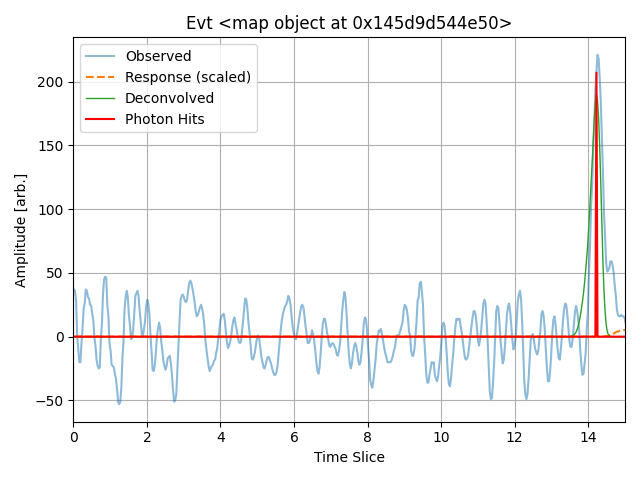 Evt <map object at 0x145d9d544e50>
Observed
Response (scaled)
Deconvolved
Photon Hits
Amplitude [arb.]
200
150
100
50
0
−50
0 2 4 6 8 10 12 14
Time Slice